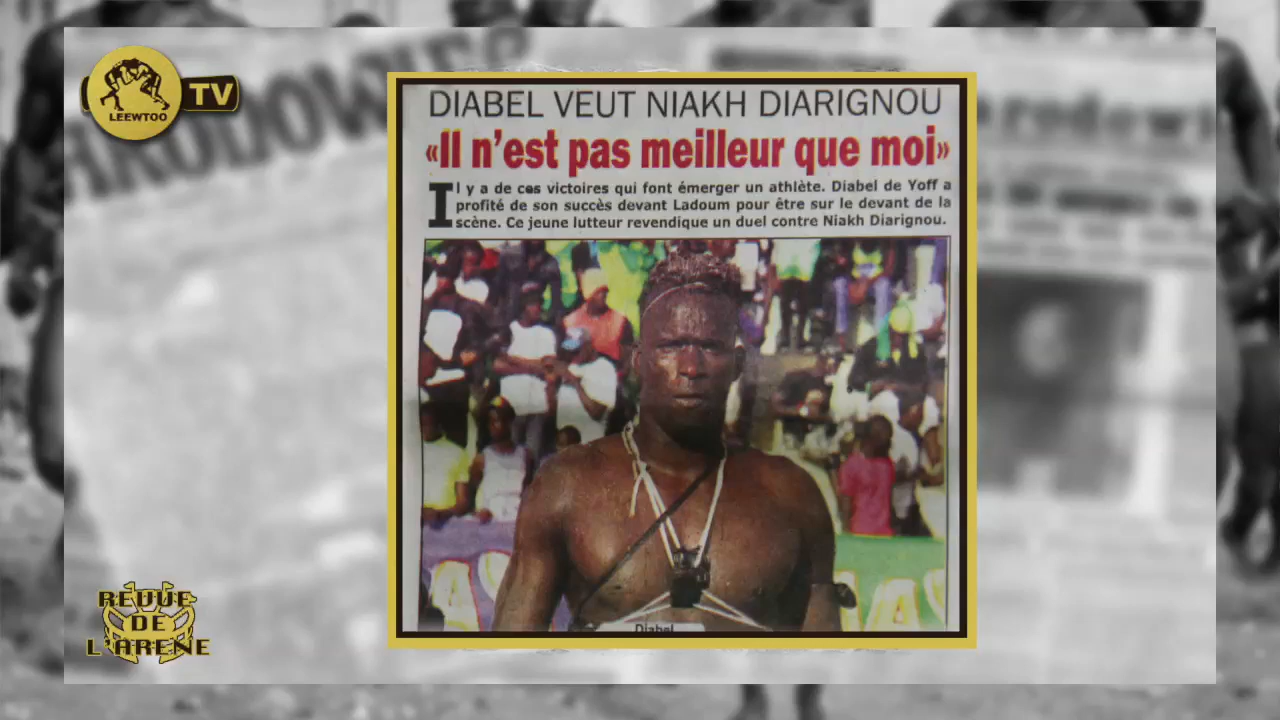 LEEWTOO
TV
DIABEL VEUT NIAKH DIARIGNOU
«Il n'est pas meilleur que moi»
Il y a de ces victoires qui font émerger un athlète. Diabel de Yoff a
profité de son succès devant Ladoum pour être sur le devant de la
scène. Ce jeune lutteur revendique un duel contre Niakh Diarignou.
Diabel
REVUE
DE
L'ARENE